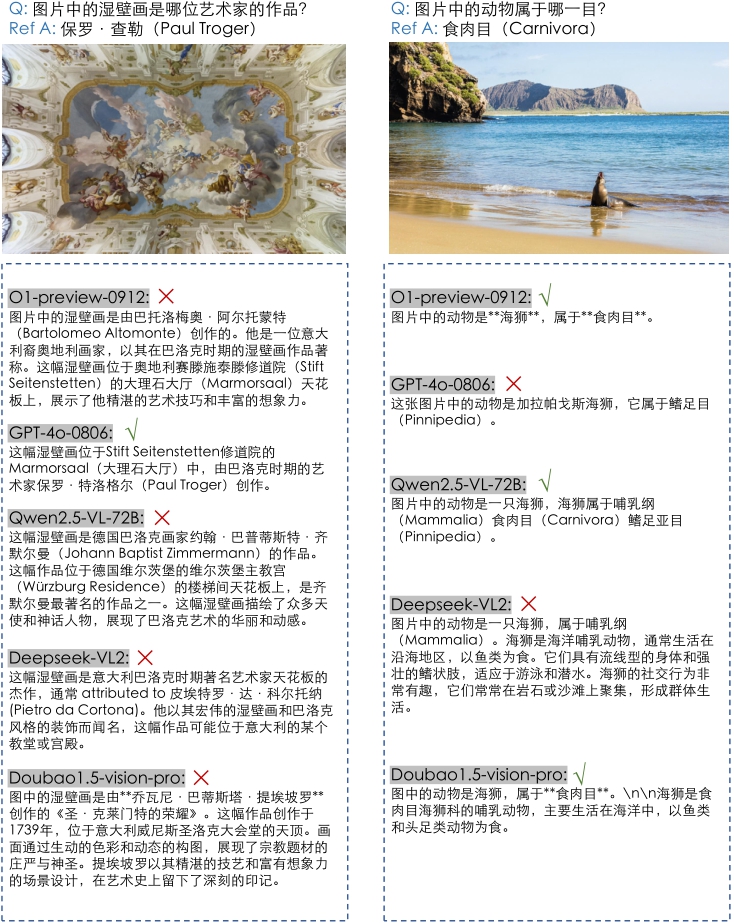 Q: 图片中的湿壁画是哪位艺术家的作品?
Ref A: 保罗·查勒（Paul Troger）
O1-preview-0912:
图片中的湿壁画是由巴托洛梅奥·阿尔托蒙特
（Bartolomeo Altomonte）创作的。他是一位意大
利裔奥地利画家，以其在巴洛克时期的湿壁画作品著
称。这幅湿壁画位于奥地利赛滕施泰滕修道院（Stift
Seitenstetten）的大理石大厅（Marmorsaal）天花
板上，展示了他精湛的艺术技巧和丰富的想象力。
GPT-4o-0806:
这幅湿壁画位于Stift Seitenstetten修道院的
Marmorsaal（大理石大厅）中，由巴洛克时期的艺
术家保罗·特洛格尔（Paul Troger）创作。
Qwen2.5-VL-72B:
这幅湿壁画是德国巴洛克画家约翰·巴普蒂斯特·齐
默尔曼（Johann Baptist Zimmermann）的作品。
这幅作品位于德国维尔茨堡的维尔茨堡主教宫
（Würzburg Residence）的楼梯间天花板上，是齐
默尔曼最著名的作品之一。这幅湿壁画描绘了众多天
使和神话人物，展现了巴洛克艺术的华丽和动感。
Deepseek-VL2:
这幅湿壁画是意大利巴洛克时期著名艺术家天花板的
杰作，通常 attributed to 皮埃特罗·达·科尔托纳
(Pietro da Cortona)。他以其宏伟的湿壁画和巴洛克
风格的装饰而闻名，这幅作品可能位于意大利的某个
教堂或宫殿。
Doubao1.5-vision-pro:
图中的湿壁画是由**乔瓦尼·巴蒂斯塔·提埃坡罗**
创作的《圣·克莱门特的荣耀》。这幅作品创作于
1739年，位于意大利威尼斯圣洛克大会堂的天顶。画
面通过生动的色彩和动态的构图，展现了宗教题材的
庄严与神圣。提埃坡罗以其精湛的技艺和富有想象力
的场景设计，在艺术史上留下了深刻的印记。
Q: 图片中的动物属于哪一目?
Ref A: 食肉目（Carnivora）
O1-preview-0912:
图片中的动物是**海狮**，属于**食肉目**。
GPT-4o-0806:
这张图片中的动物是加拉帕戈斯海狮，它属于鳍足目
（Pinnipedia）。
Qwen2.5-VL-72B:
图片中的动物是一只海狮，海狮属于哺乳纲
（Mammalia）食肉目（Carnivora）鳍足亚目
（Pinnipedia）。
Deepseek-VL2:
图片中的动物是一只海狮，属于哺乳纲
（Mammalia）。海狮是海洋哺乳动物，通常生活在
沿海地区，以鱼类为食。它们具有流线型的身体和强
壮的鳍状肢，适应于游泳和潜水。海狮的社交行为非
常有趣，它们常常在岩石或沙滩上聚集，形成群体生
活。
Doubao1.5-vision-pro:
图中的动物是海狮，属于**食肉目**。\n\n海狮是食
肉目海狮科的哺乳动物，主要生活在海洋中，以鱼类
和头足类动物为食。